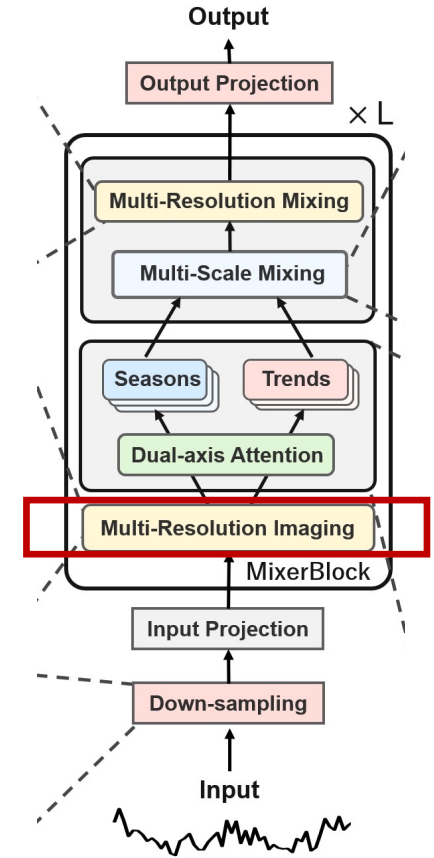 Output
Output Projection
× L
Multi-Resolution Mixing
Multi-Scale Mixing
Seasons
Trends
Dual-axis Attention
Multi-Resolution Imaging
MixerBlock
Input Projection
Down-sampling
Input